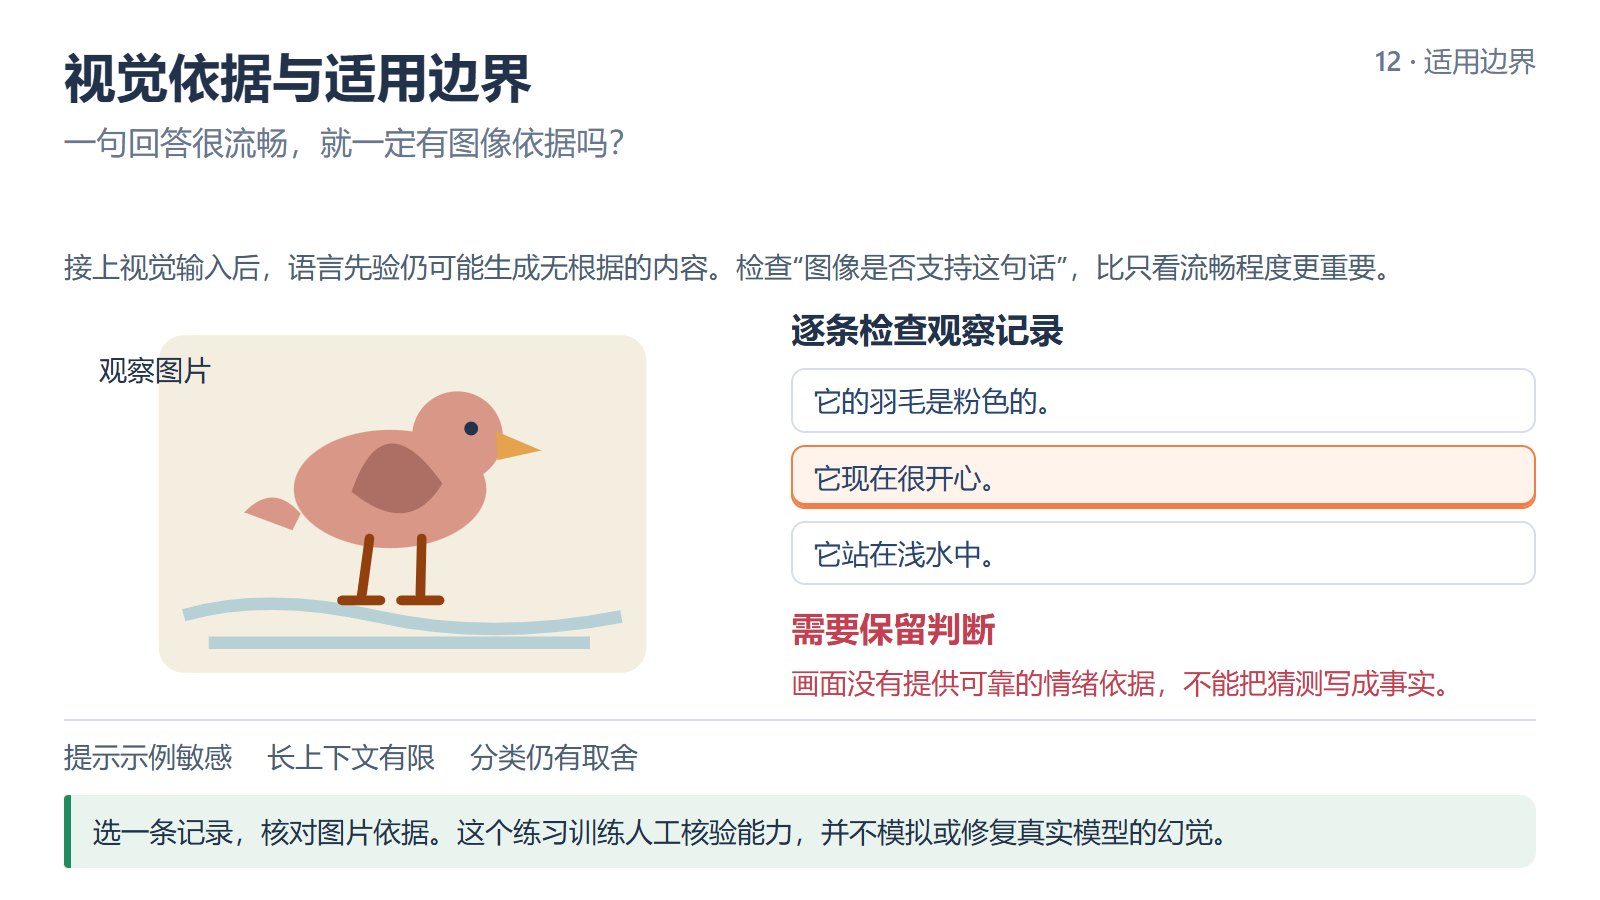 视觉依据与适用边界
12 · 适用边界
一句回答很流畅，就一定有图像依据吗？
接上视觉输入后，语言先验仍可能生成无根据的内容。检查“图像是否支持这句话”，比只看流畅程度更重要。
观察图片
逐条检查观察记录
它的羽毛是粉色的。
它现在很开心。
它站在浅水中。
需要保留判断
画面没有提供可靠的情绪依据，不能把猜测写成事实。
提示示例敏感 长上下文有限 分类仍有取舍
选一条记录，核对图片依据。这个练习训练人工核验能力，并不模拟或修复真实模型的幻觉。